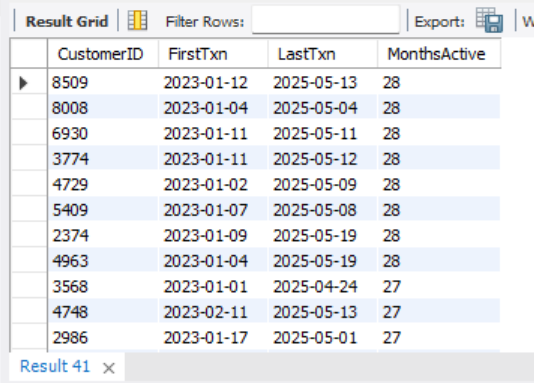 Result Grid Filter Rows: Export: W
CustomerID FirstTxn LastTxn MonthsActive
8509 2023-01-12 2025-05-13 28
8008 2023-01-04 2025-05-04 28
6930 2023-01-11 2025-05-11 28
3774 2023-01-11 2025-05-12 28
4729 2023-01-02 2025-05-09 28
5409 2023-01-07 2025-05-08 28
2374 2023-01-09 2025-05-19 28
4963 2023-01-04 2025-05-19 28
3568 2023-01-01 2025-04-24 27
4748 2023-02-11 2025-05-13 27
2986 2023-01-17 2025-05-01 27
Result 41